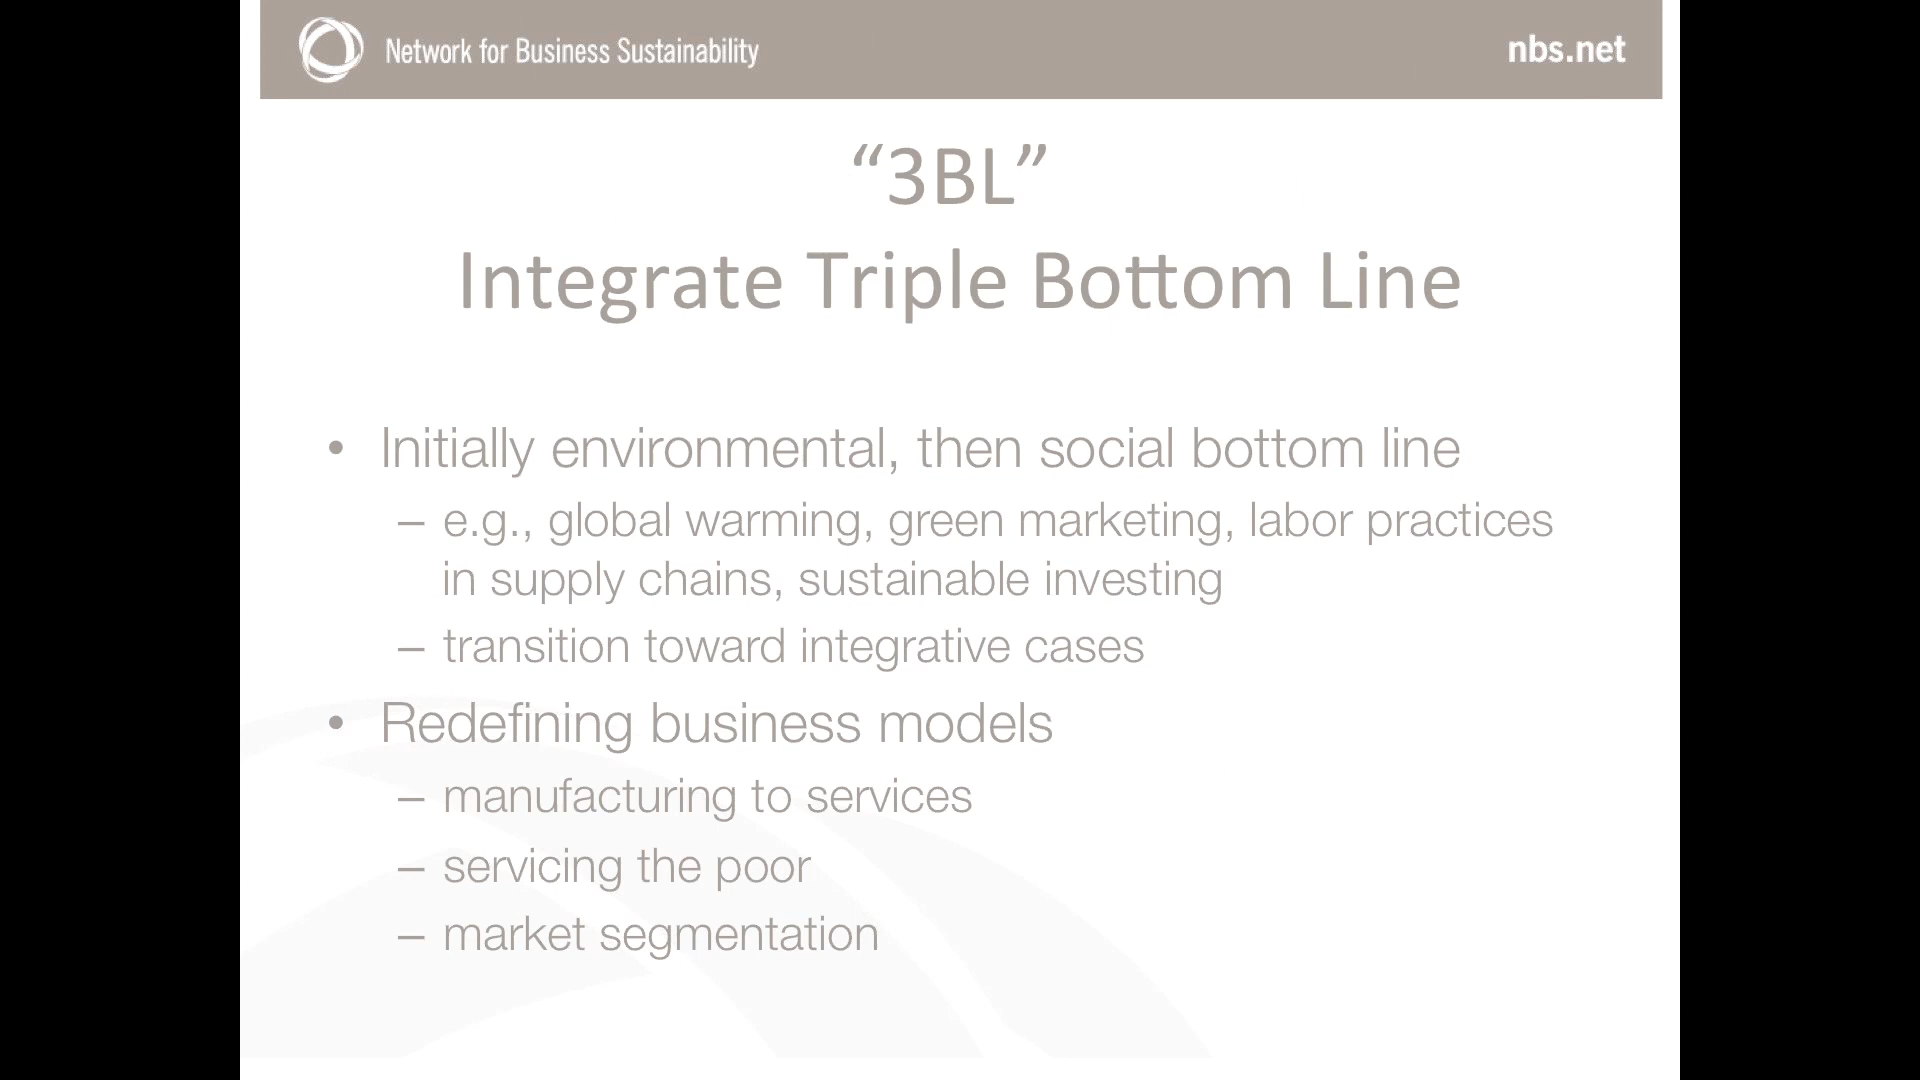 Network for Business Sustainability
nbs.net
“3BL”
Integrate Triple Bottom Line
• Initially environmental, then social bottom line
– e.g., global warming, green marketing, labor practices
in supply chains, sustainable investing
– transition toward integrative cases
• Redefining business models
– manufacturing to services
– servicing the poor
– market segmentation